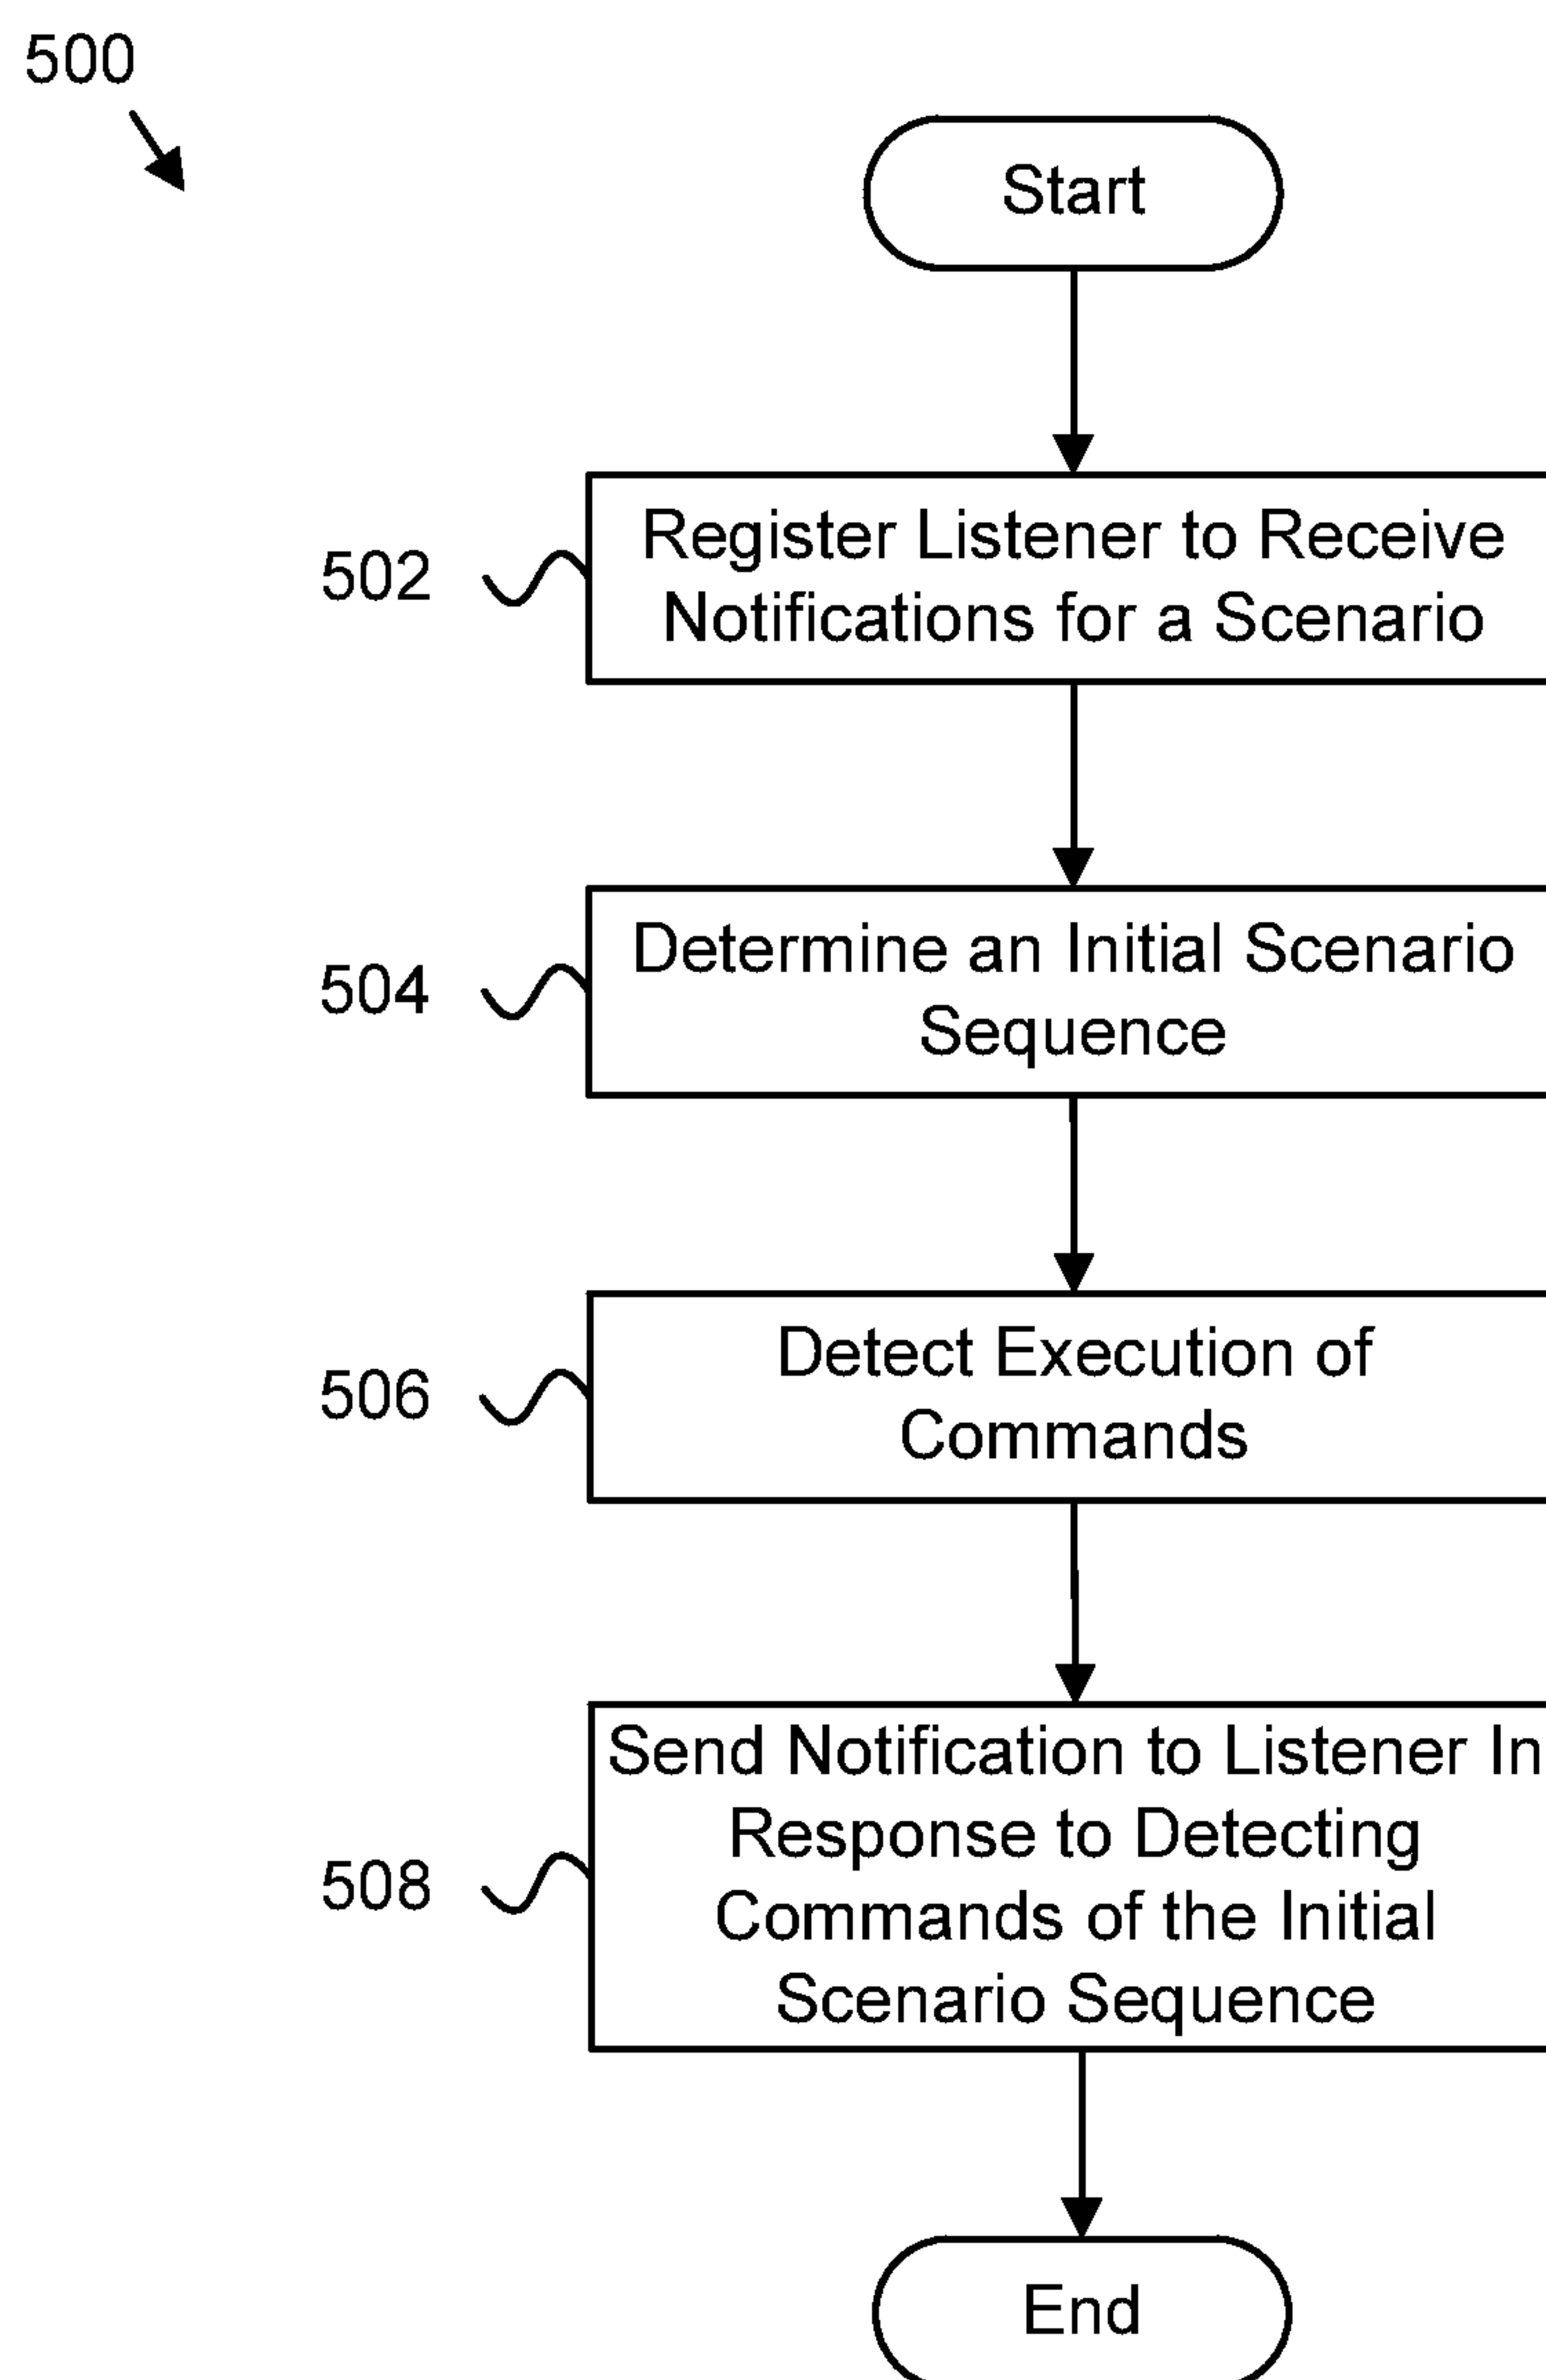 500
Start
502
Register Listener to Receive
Notifications for a Scenario
504
Determine an Initial Scenario
Sequence
506
Detect Execution of
Commands
508
Send Notification to Listener In
Response to Detecting
Commands of the Initial
Scenario Sequence
End